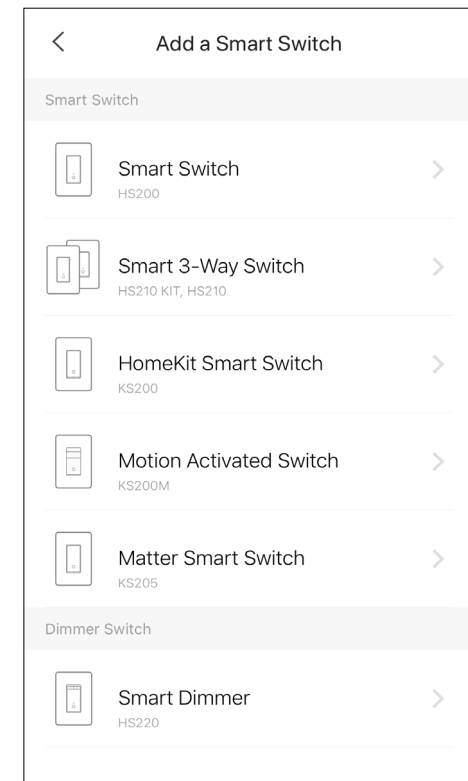 Add a Smart Switch
Smart Switch
Smart Switch
HS200
Smart 3-Way Switch
HS210 KIT, HS210
HomeKit Smart Switch
KS200
Motion Activated Switch
KS200M
Matter Smart Switch
KS205
Dimmer Switch
Smart Dimmer
HS220